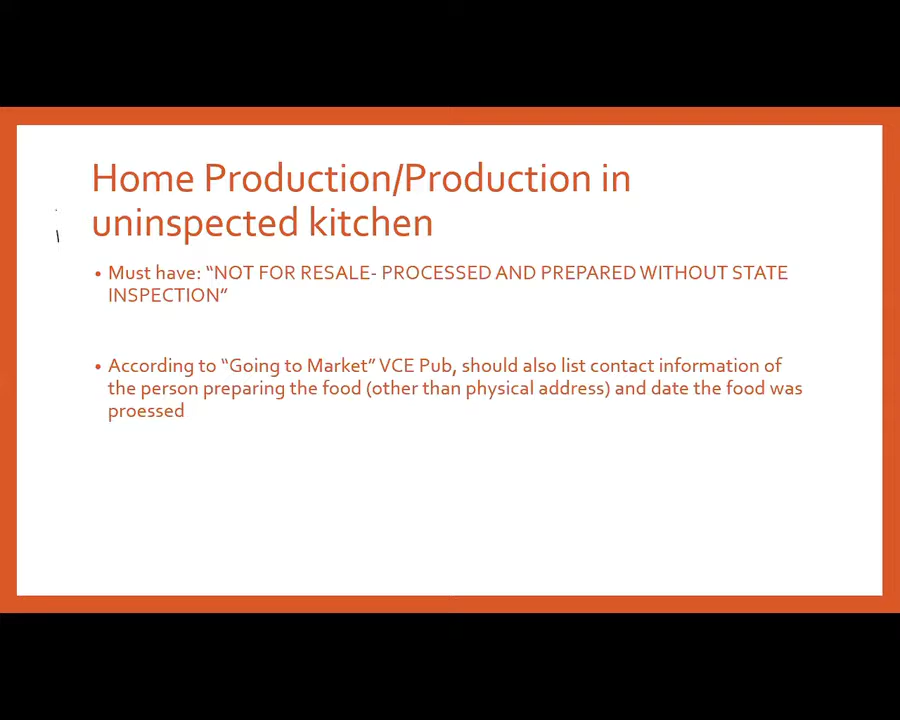 Home Production/Production in
uninspected kitchen
• Must have: “NOT FOR RESALE- PROCESSED AND PREPARED WITHOUT STATE
INSPECTION”
• According to “Going to Market” VCE Pub, should also list contact information of
the person preparing the food (other than physical address) and date the food was
proessed